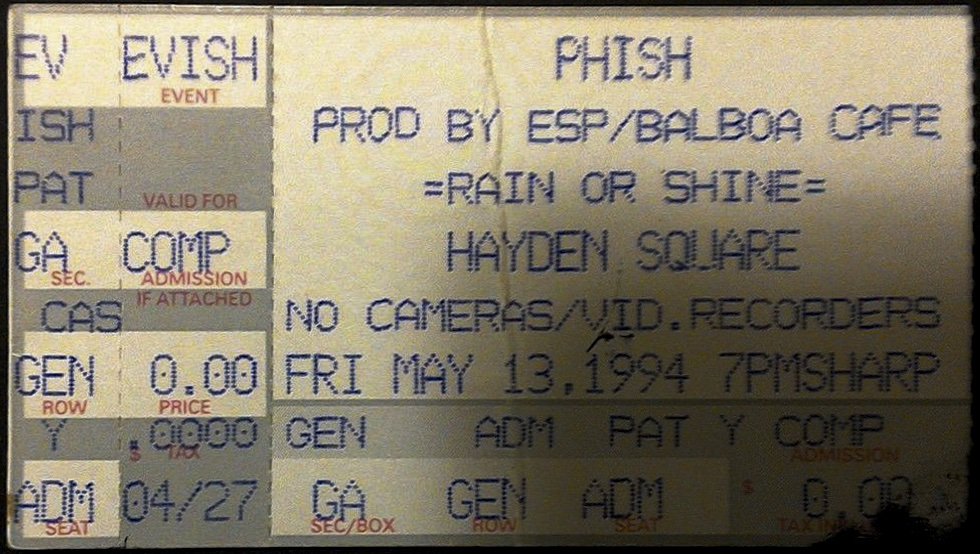 EV EVISH PHISH
EVENT
ISH PROD BY ESP/BALBOA CAFE
PAT VALID FOR =RAIN OR SHINE=
GA COMP HAYDEN SQUARE
SEC. ADMISSION
IF ATTACHED
CAS NO CAMERAS/VID.RECORDERS
GEN 0.00 FRI MAY 13,1994 7PMSHARP
ROW PRICE
Y .0000 GEN ADM PAT Y COMP
$ TAX ADMISSION
ADM 04/27 GA GEN ADM $ 0.00
SEAT SEC/BOX ROW SEAT